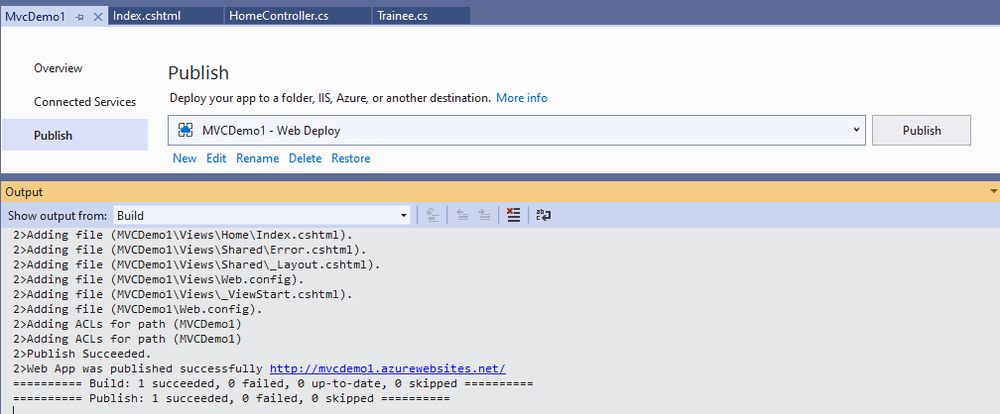 MvcDemo1 Index.cshtml HomeController.cs Trainee.cs
Overview
Connected Services
Publish
Publish
Deploy your app to a folder, IIS, Azure, or another destination. More info
MVCDemo1 - Web Deploy Publish
New Edit Rename Delete Restore
Output
Show output from: Build
2>Adding file (MVCDemo1\Views\Home\Index.cshtml).
2>Adding file (MVCDemo1\Views\Shared\Error.cshtml).
2>Adding file (MVCDemo1\Views\Shared\_Layout.cshtml).
2>Adding file (MVCDemo1\Views\Web.config).
2>Adding file (MVCDemo1\Views\_ViewStart.cshtml).
2>Adding file (MVCDemo1\Web.config).
2>Adding ACLs for path (MVCDemo1)
2>Adding ACLs for path (MVCDemo1)
2>Publish Succeeded.
2>Web App was published successfully http://mvcdemo1.azurewebsites.net/
========== Build: 1 succeeded, 0 failed, 0 up-to-date, 0 skipped ==========
========== Publish: 1 succeeded, 0 failed, 0 skipped ==========